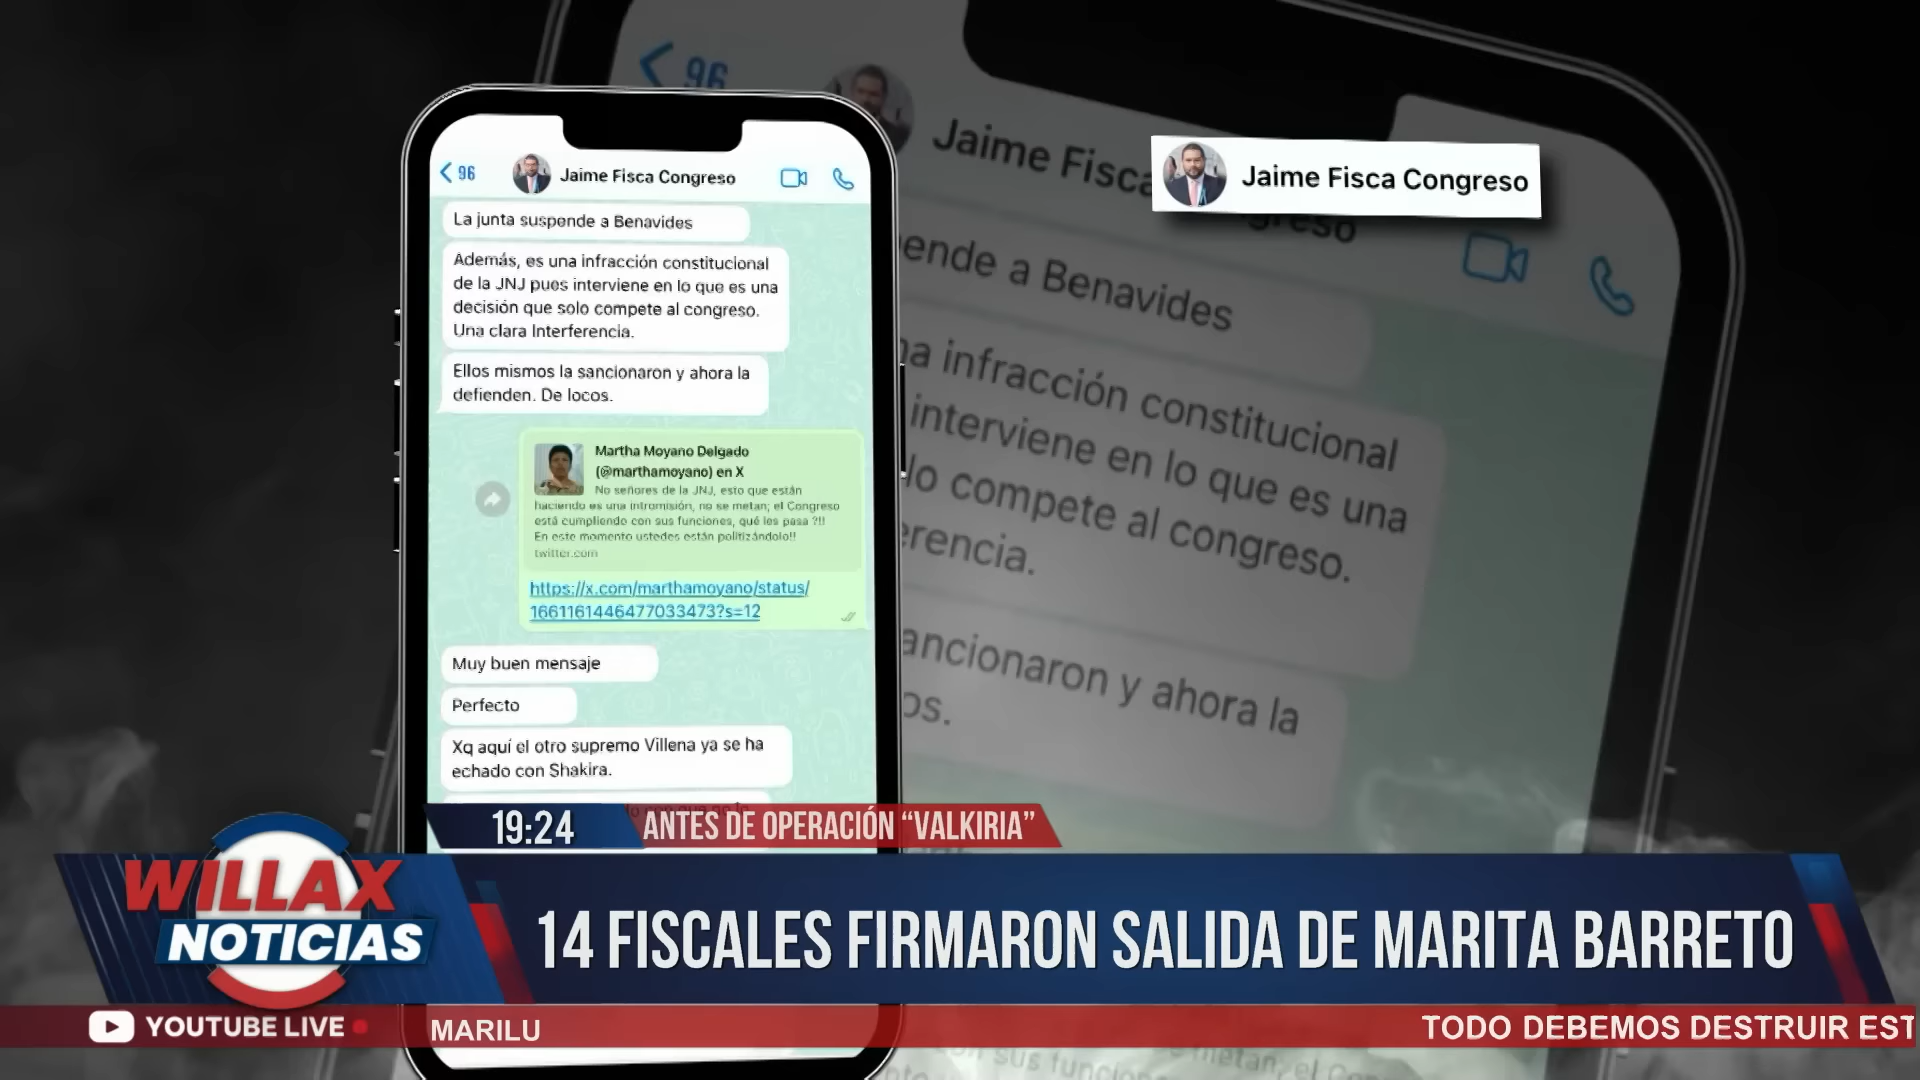 96
Jaime Fisca Congreso
La junta suspende a Benavides
Además, es una infracción constitucional
de la JNJ pues interviene en lo que es una
decisión que solo compete al congreso.
Una clara Interferencia.
Ellos mismos la sancionaron y ahora la
defienden. De locos.
Martha Moyano Delgado
(@marthamoyano) en X
No señores de la JNJ, esto que están
haciendo es una intromisión, no se metan; el Congreso
está cumpliendo con sus funciones, qué les pasa ?!!
En este momento ustedes están politizándolo!!
twitter.com
https://x.com/marthamoyano/status/
1661161446477033473?s=12
Muy buen mensaje
Perfecto
Xq aquí el otro supremo Villena ya se ha
echado con Shakira.
96
Jaime Fisca
Congreso
ende a Benavides
a infracción constitucional
interviene en lo que es una
lo compete al congreso.
erencia.
ancionaron y ahora la
os.
Jaime Fisca Congreso
19:24
ANTES DE OPERACIÓN “VALKIRIA”
WILLAX
NOTICIAS
14 FISCALES FIRMARON SALIDA DE MARITA BARRETO
YOUTUBE LIVE
MARILU
TODO DEBEMOS DESTRUIR EST